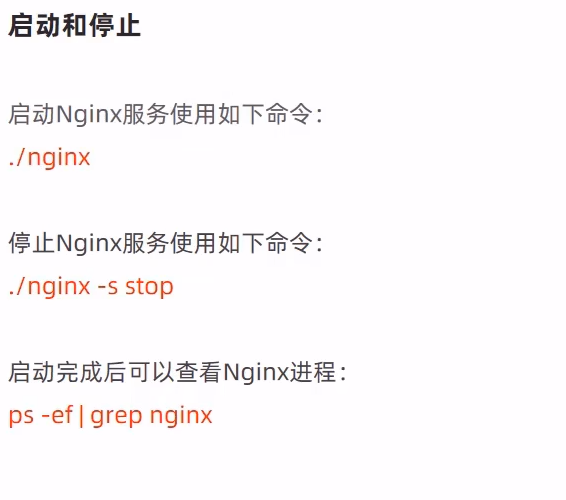 启动和停止
启动Nginx服务使用如下命令：
./nginx
停止Nginx服务使用如下命令：
./nginx -s stop
启动完成后可以查看Nginx进程：
ps -ef | grep nginx